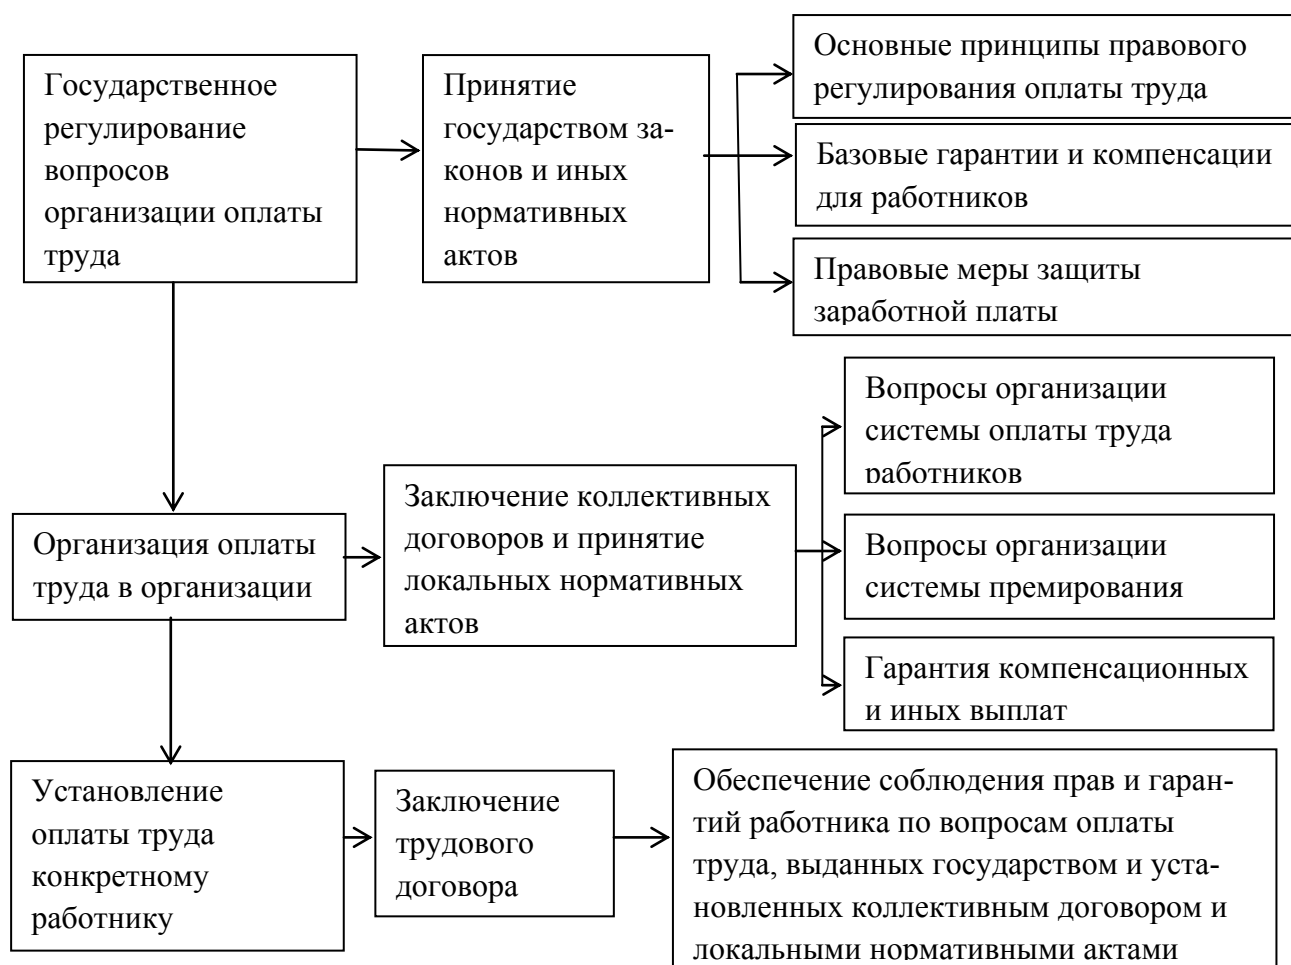 Государственное
регулирование
вопросов
организации оплаты
труда
Принятие
государством за-
конов и иных
нормативных
актов
Основные принципы правового
регулирования оплаты труда
Базовые гарантии и компенсации
для работников
Правовые меры защиты
заработной платы
Организация оплаты
труда в организации
Заключение коллективных
договоров и принятие
локальных нормативных
актов
Вопросы организации
системы оплаты труда
работников
Вопросы организации
системы премирования
Гарантия компенсационных
и иных выплат
Установление
оплаты труда
конкретному
работнику
Заключение
трудового
договора
Обеспечение соблюдения прав и гаран-
тий работника по вопросам оплаты
труда, выданных государством и уста-
новленных коллективным договором и
локальными нормативными актами